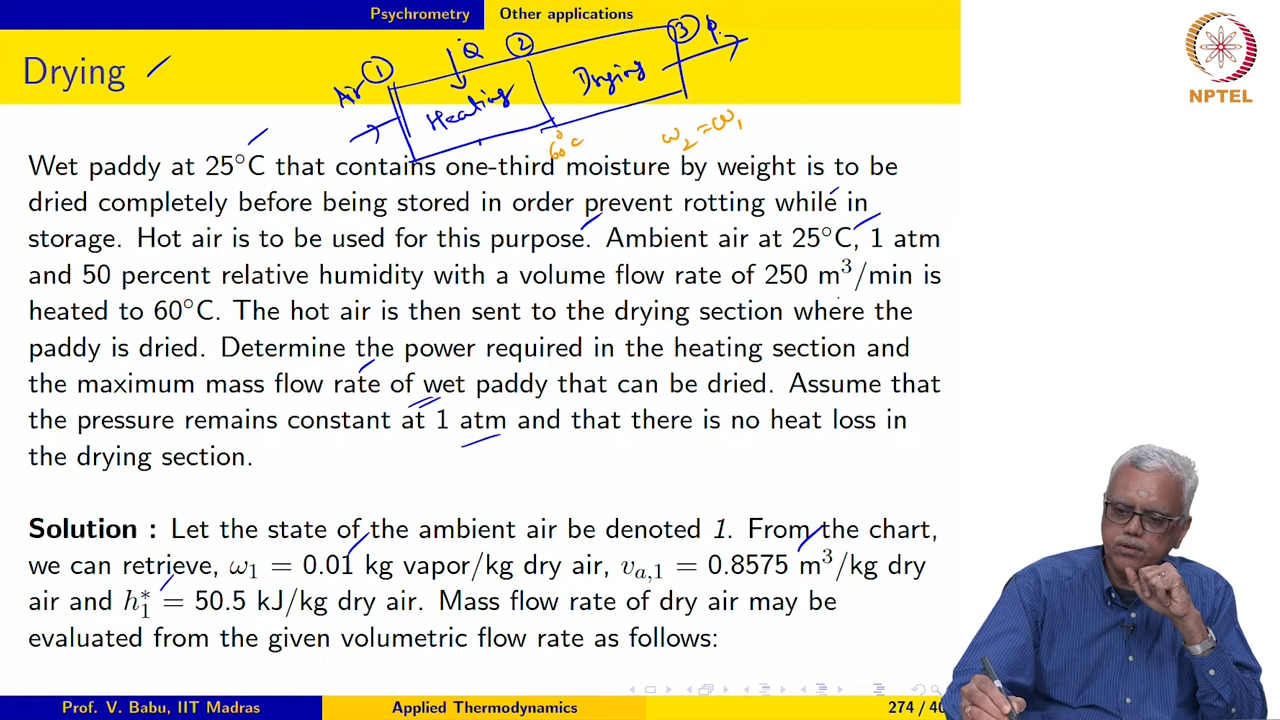 Psychrometry Other applications
Drying
Air
1
Q̇
2
3
φ
Heating
Drying
60°C
ω₂ = ω₁
NPTEL
Wet paddy at 25°C that contains one-third moisture by weight is to be
dried completely before being stored in order prevent rotting while in
storage. Hot air is to be used for this purpose. Ambient air at 25°C, 1 atm
and 50 percent relative humidity with a volume flow rate of 250 m³/min is
heated to 60°C. The hot air is then sent to the drying section where the
paddy is dried. Determine the power required in the heating section and
the maximum mass flow rate of wet paddy that can be dried. Assume that
the pressure remains constant at 1 atm and that there is no heat loss in
the drying section.
Solution : Let the state of the ambient air be denoted 1. From the chart,
we can retrieve, ω₁ = 0.01 kg vapor/kg dry air, vₐ,₁ = 0.8575 m³/kg dry
air and h₁* = 50.5 kJ/kg dry air. Mass flow rate of dry air may be
evaluated from the given volumetric flow rate as follows:
Prof. V. Babu, IIT Madras Applied Thermodynamics 274 / 40